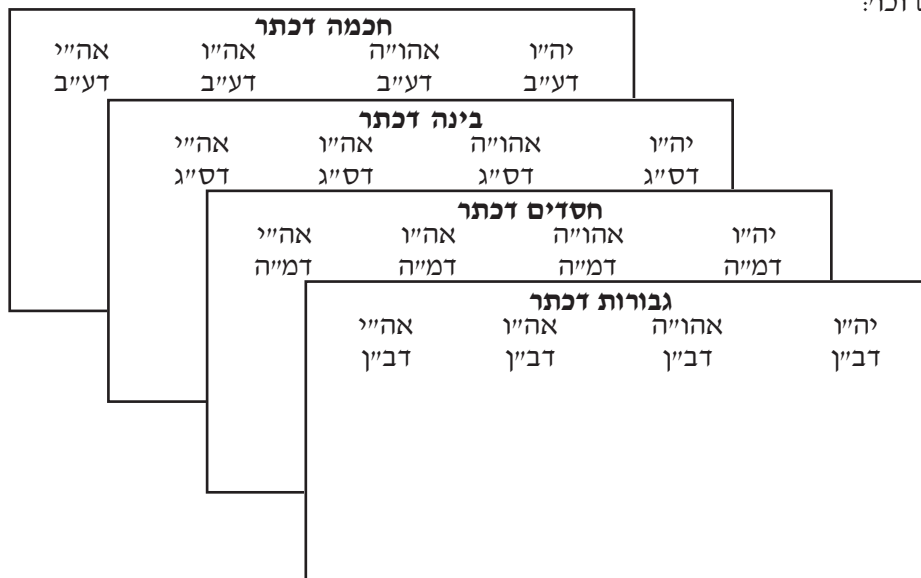 וכו׳:
חכמה דכתר
יה״ו אהו״ה אה״ו אה״י
דע״ב דע״ב דע״ב דע״ב
בינה דכתר
יה״ו אהו״ה אה״ו אה״י
דס״ג דס״ג דס״ג דס״ג
חסדים דכתר
יה״ו אהו״ה אה״ו אה״י
דמ״ה דמ״ה דמ״ה דמ״ה
גבורות דכתר
יה״ו אהו״ה אה״ו אה״י
דב״ן דב״ן דב״ן דב״ן